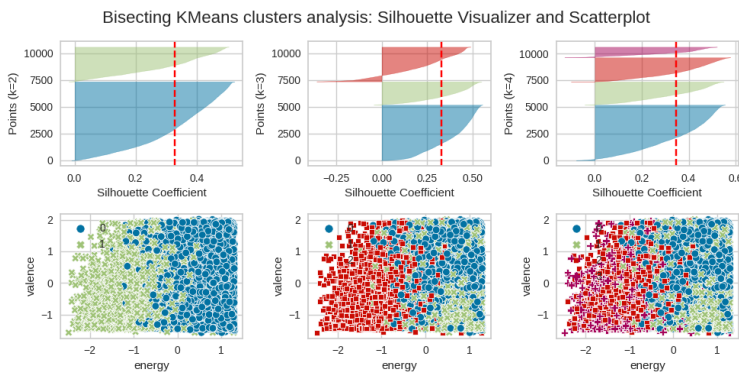 Bisecting KMeans clusters analysis: Silhouette Visualizer and Scatterplot
Points (k=2)
10000
7500
5000
2500
0
0.0 0.2 0.4
Silhouette Coefficient
Points (k=3)
10000
7500
5000
2500
0
−0.25 0.00 0.25 0.50
Silhouette Coefficient
Points (k=4)
10000
7500
5000
2500
0
0.0 0.2 0.4 0.6
Silhouette Coefficient
valence
2
1
0
−1
−2 −1 0 1
energy
0
1
valence
2
1
0
−1
−2 −1 0 1
energy
valence
2
1
0
−1
−2 −1 0 1
energy